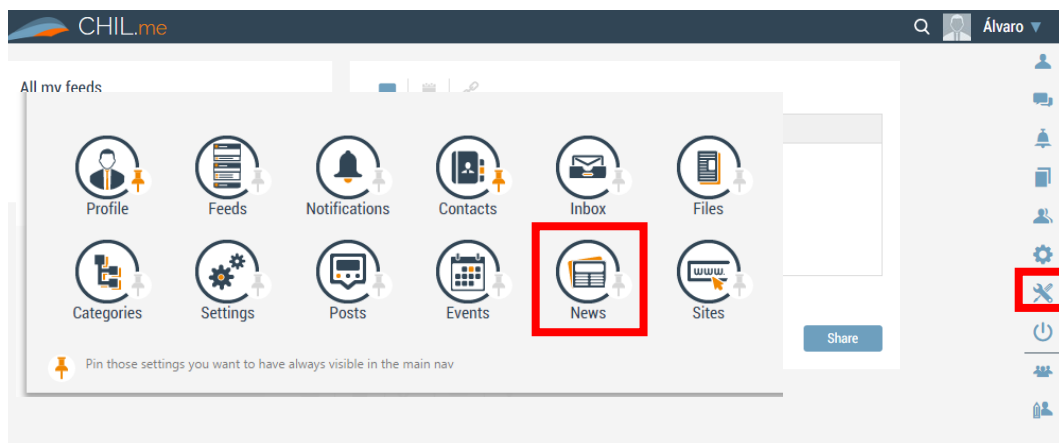 CHIL.me
Álvaro
All my feeds
Profile Feeds Notifications Contacts Inbox Files
www.
Categories Settings Posts Events News Sites
Share
Pin those settings you want to have always visible in the main nav